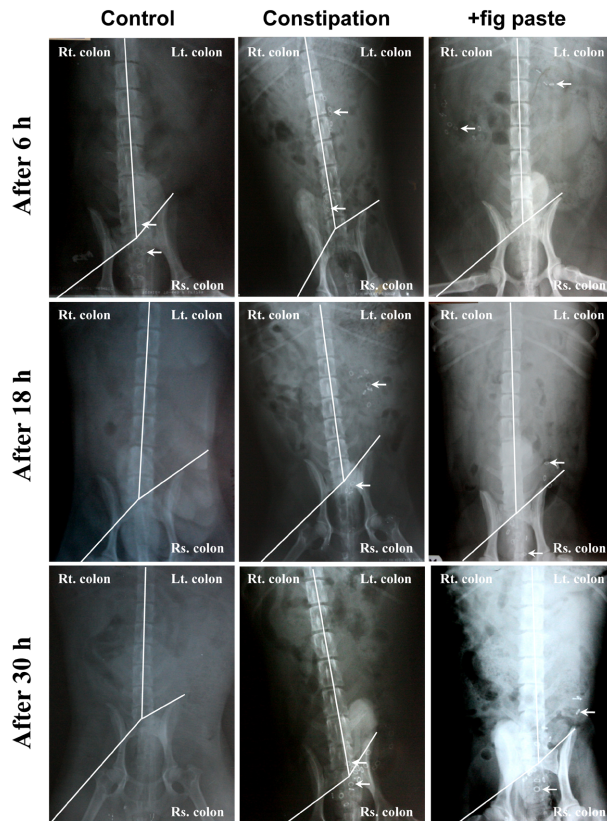 Control Constipation +fig paste
After 6 h
Rt. colon Lt. colon Rt. colon Lt. colon Rt. colon Lt. colon
Rs. colon Rs. colon Rs. colon
After 18 h
Rt. colon Lt. colon Rt. colon Lt. colon Rt. colon Lt. colon
Rs. colon Rs. colon Rs. colon
After 30 h
Rt. colon Lt. colon Rt. colon Lt. colon Rt. colon Lt. colon
Rs. colon Rs. colon Rs. colon